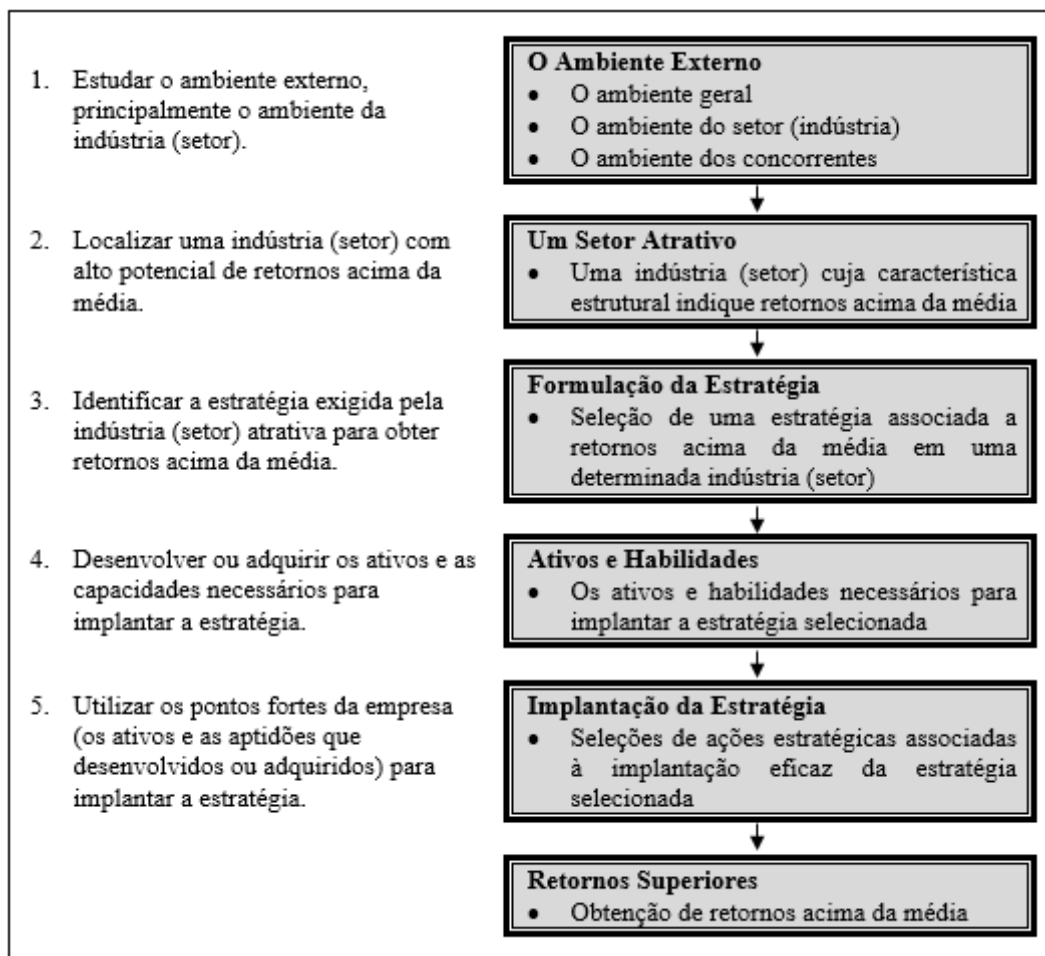 1. Estudar o ambiente externo,
principalmente o ambiente da
indústria (setor).
O Ambiente Externo
• O ambiente geral
• O ambiente do setor (indústria)
• O ambiente dos concorrentes
2. Localizar uma indústria (setor) com
alto potencial de retornos acima da
média.
Um Setor Atrativo
• Uma indústria (setor) cuja característica
estrutural indique retornos acima da média
3. Identificar a estratégia exigida pela
indústria (setor) atrativa para obter
retornos acima da média.
Formulação da Estratégia
• Seleção de uma estratégia associada a
retornos acima da média em uma
determinada indústria (setor)
4. Desenvolver ou adquirir os ativos e as
capacidades necessários para
implantar a estratégia.
Ativos e Habilidades
• Os ativos e habilidades necessários para
implantar a estratégia selecionada
5. Utilizar os pontos fortes da empresa
(os ativos e as aptidões que
desenvolvidos ou adquiridos) para
implantar a estratégia.
Implantação da Estratégia
• Seleções de ações estratégicas associadas
à implantação eficaz da estratégia
selecionada
Retornos Superiores
• Obtenção de retornos acima da média